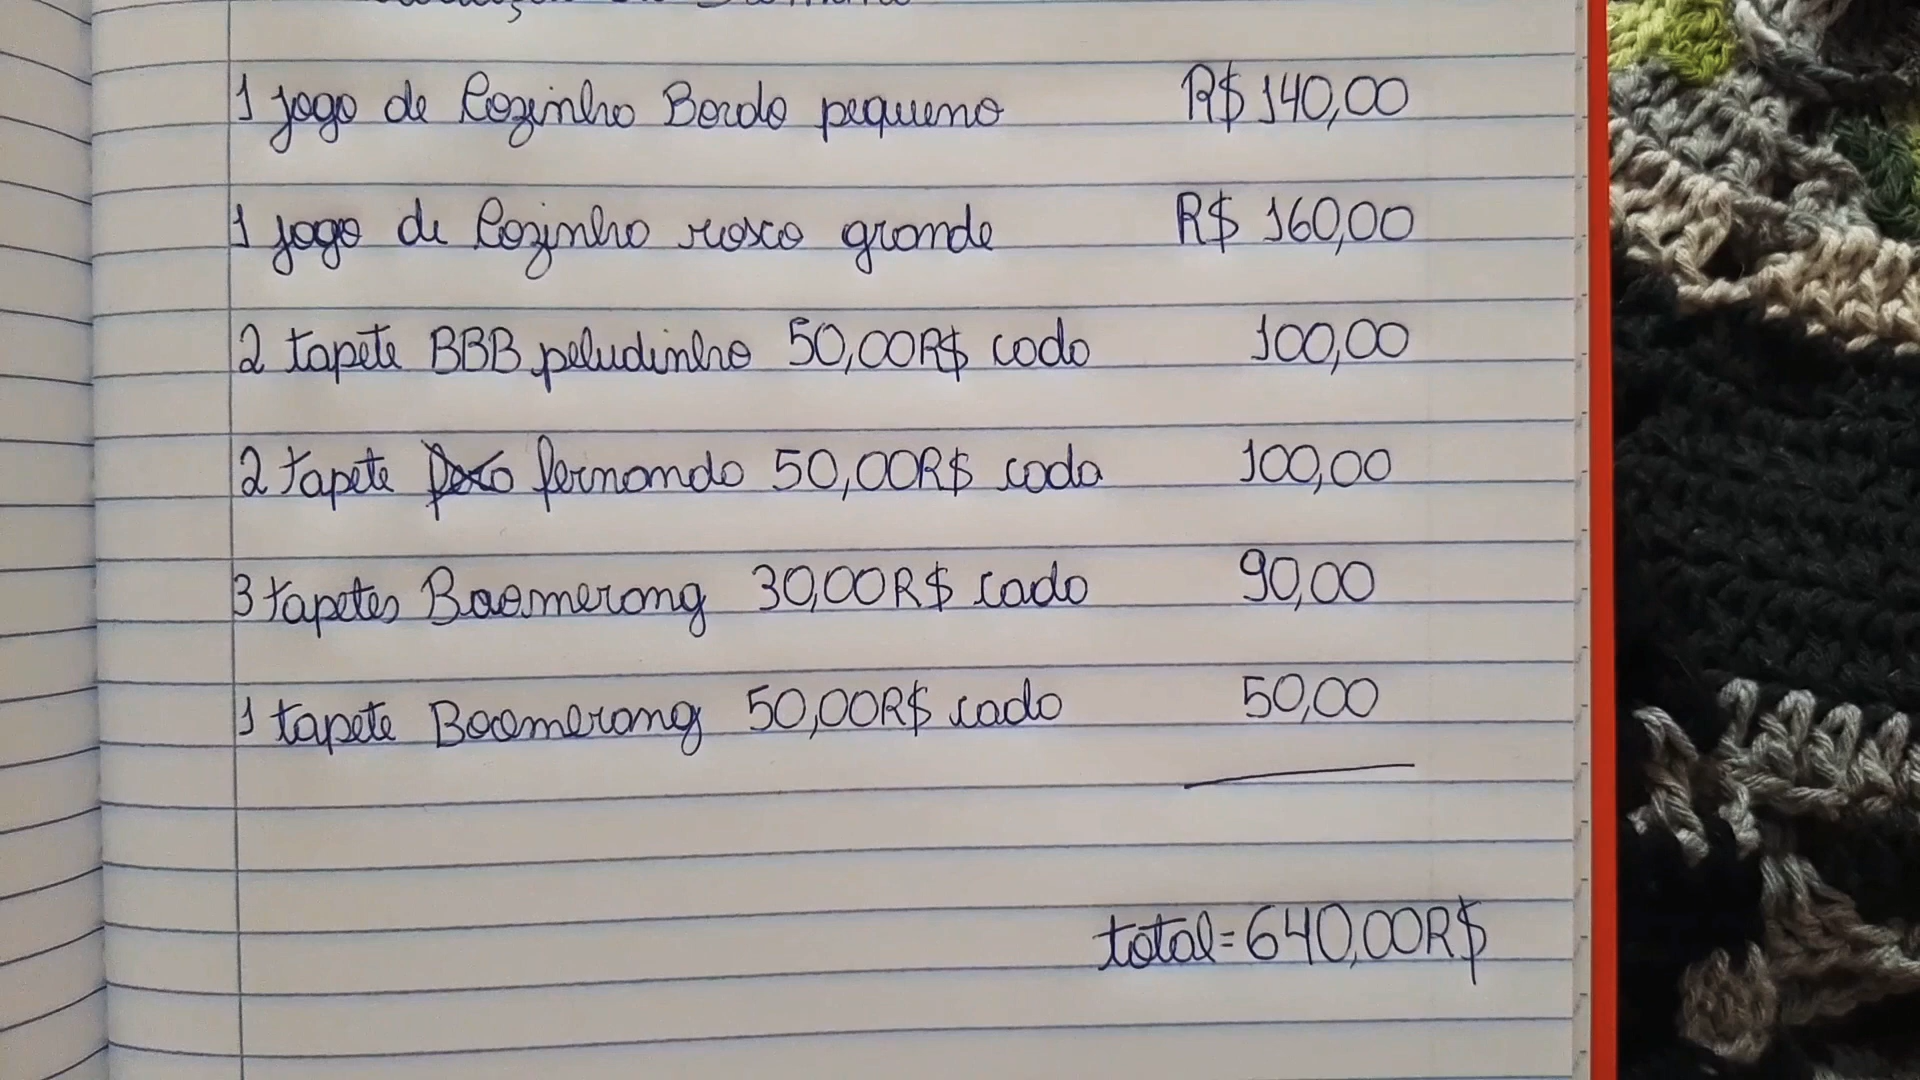 1 jogo de Cozinha Bordo pequeno R$ 140,00
1 jogo de Cozinha roxo grande R$ 160,00
2 tapete BBB peludinho 50,00R$ cada 100,00
2 tapete fernanda 50,00R$ cada 100,00
3 tapetes Boomerang 30,00R$ cada 90,00
1 tapete Boomerang 50,00R$ cada 50,00
total=640,00R$